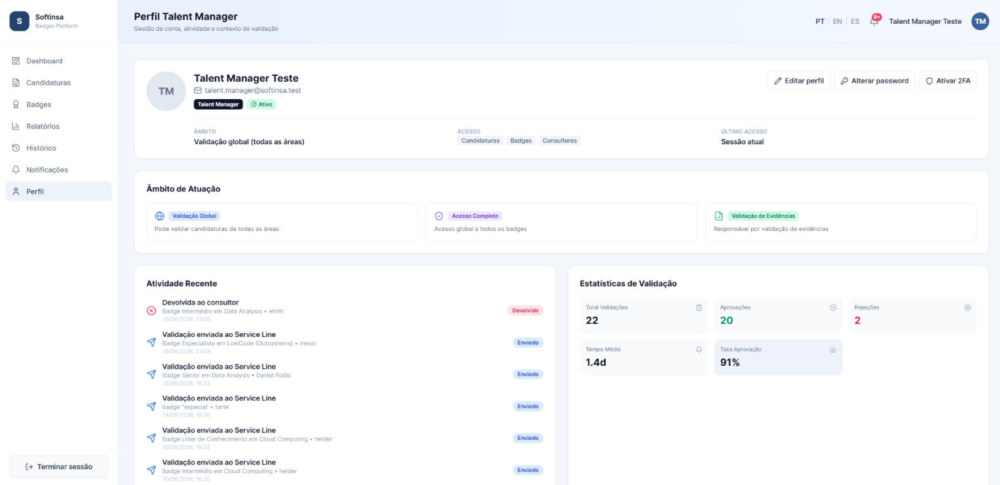 S
Softinsa
Badges Platform
Dashboard
Candidaturas
Badges
Relatórios
Histórico
Notificações
Perfil
Terminar sessão
Perfil Talent Manager
Gestão de conta, atividade e contexto de validação
PT EN ES
9+
Talent Manager Teste
TM
TM
Talent Manager Teste
talent.manager@softinsa.test
Talent Manager Ativo
Editar perfil Alterar password Ativar 2FA
ÂMBITO
Validação global (todas as áreas)
ACESSO
Candidaturas Badges Consultores
ÚLTIMO ACESSO
Sessão atual
Âmbito de Atuação
Validação Global
Pode validar candidaturas de todas as áreas
Acesso Completo
Acesso global a todos os badges
Validação de Evidências
Responsável por validação de evidências
Atividade Recente
Devolvida ao consultor
Badge Intermédio em Data Analysis • whhh
26/06/2026, 23:05
Devolvido
Validação enviada ao Service Line
Badge Especialista em LowCode (Outsystems) • messi
26/06/2026, 23:04
Enviado
Validação enviada ao Service Line
Badge Sénior em Data Analysis • Daniel Rolão
26/06/2026, 18:33
Enviado
Validação enviada ao Service Line
badge "especial' • tarte
24/06/2026, 19:30
Enviado
Validação enviada ao Service Line
Badge Líder de Conhecimento em Cloud Computing • helder
20/06/2026, 16:38
Enviado
Validação enviada ao Service Line
Badge Intermédio em Cloud Computing • helder
20/06/2026, 16:30
Enviado
Estatísticas de Validação
Total Validações
22
Aprovações
20
Rejeições
2
Tempo Médio
1.4d
Taxa Aprovação
91%